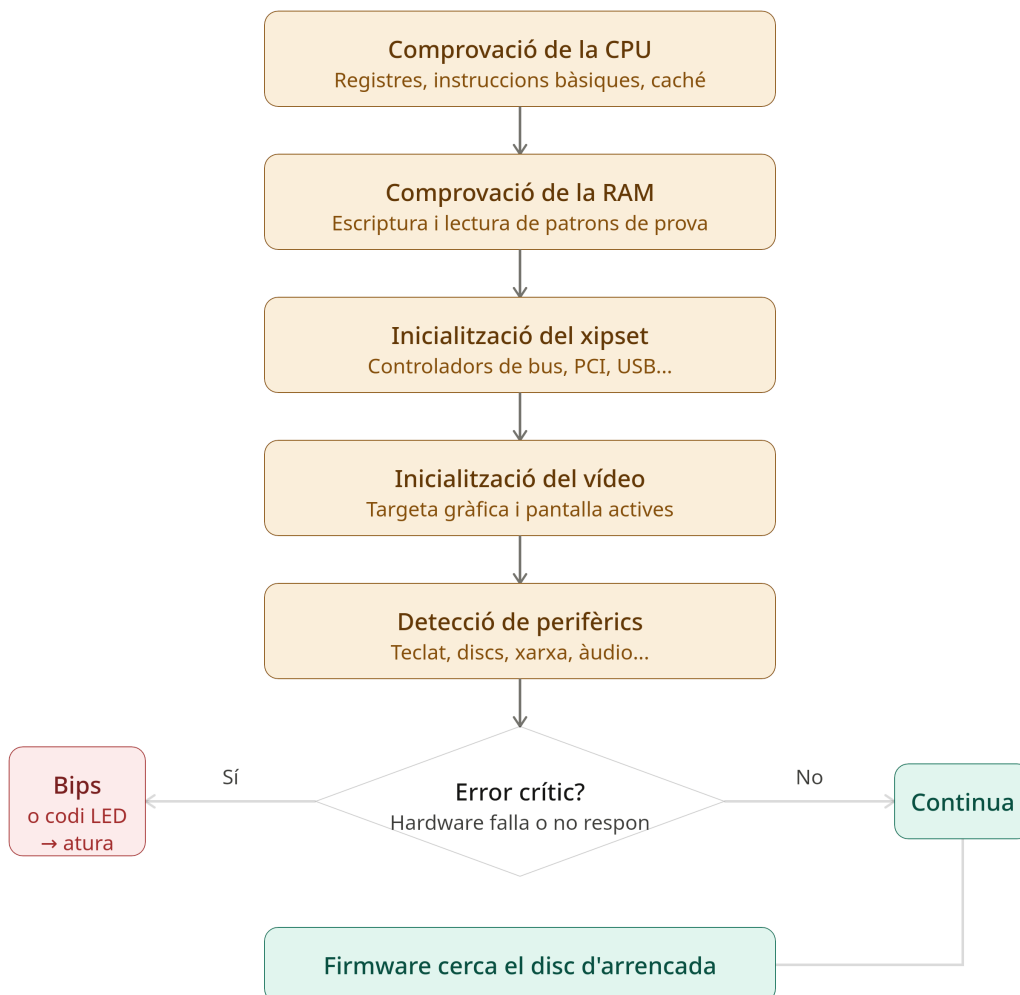 Comprovació de la CPU
Registres, instruccions bàsiques, caché
Comprovació de la RAM
Escriptura i lectura de patrons de prova
Inicialització del xipset
Controladors de bus, PCI, USB...
Inicialització del vídeo
Targeta gràfica i pantalla actives
Detecció de perifèrics
Teclat, discs, xarxa, àudio...
Bips
o codi LED
→ atura
Sí
Error crític?
Hardware falla o no respon
No
Continua
Firmware cerca el disc d'arrencada